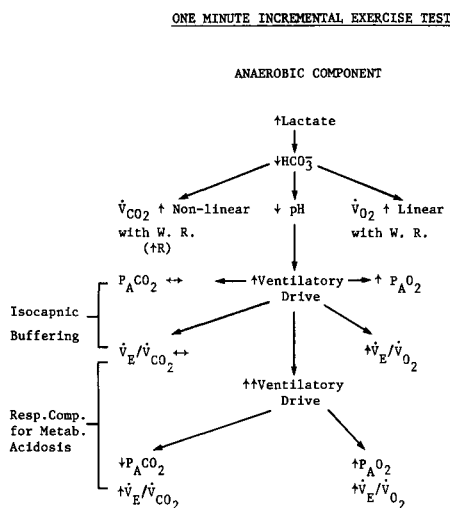 ONE MINUTE INCREMENTAL EXERCISE TEST
ANAEROBIC COMPONENT
↑Lactate
↓HCO₃⁻
V̇CO₂ ↑ Non-linear
with W. R.
(↑R)
↓ pH
V̇O₂ ↑ Linear
with W. R.
Isocapnic
Buffering
PACO₂ ↔
↑Ventilatory
Drive
↑ PAO₂
V̇E/V̇CO₂ ↔
↑V̇E/V̇O₂
Resp.Comp.
for Metab.
Acidosis
↑↑Ventilatory
Drive
↓PACO₂
↑V̇E/V̇CO₂
↑PAO₂
↑V̇E/V̇O₂